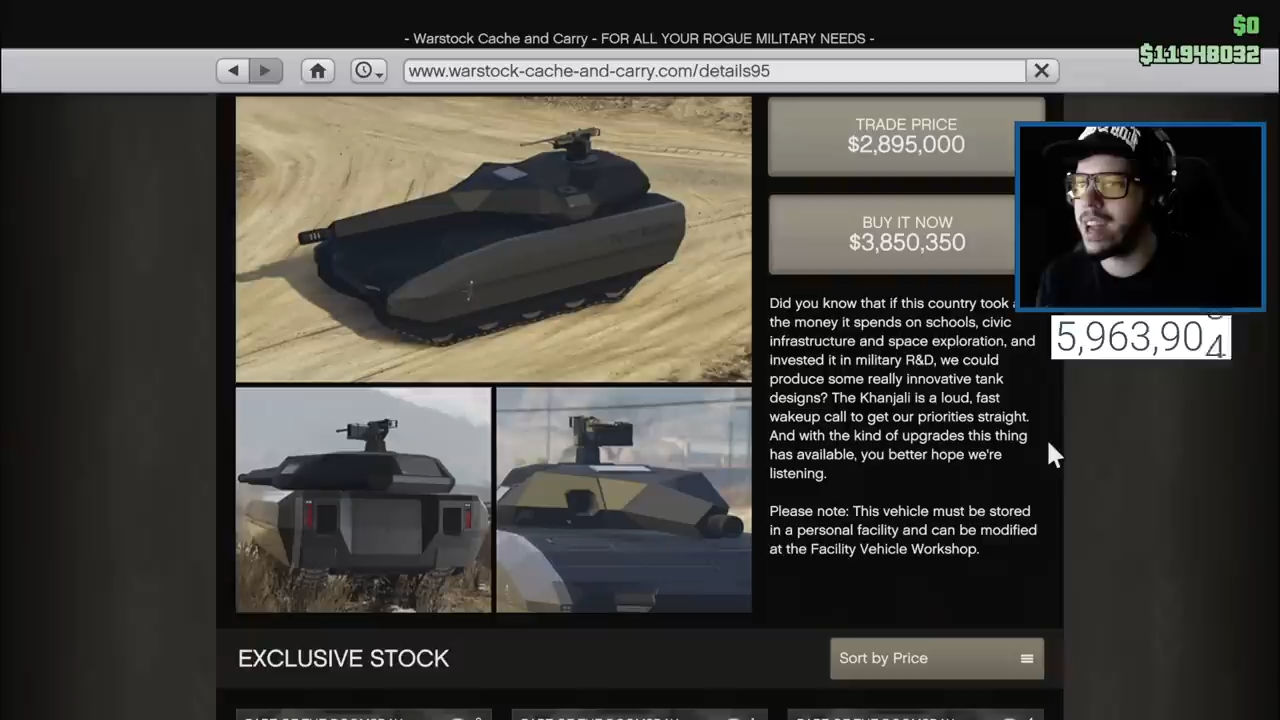 - Warstock Cache and Carry - FOR ALL YOUR ROGUE MILITARY NEEDS -
$0
$11948032
www.warstock-cache-and-carry.com/details95
TRADE PRICE
$2,895,000
BUY IT NOW
$3,850,350
Did you know that if this country took
the money it spends on schools, civic
infrastructure and space exploration, and
invested it in military R&D, we could
produce some really innovative tank
designs? The Khanjali is a loud, fast
wakeup call to get our priorities straight.
And with the kind of upgrades this thing
has available, you better hope we're
listening.
Please note: This vehicle must be stored
in a personal facility and can be modified
at the Facility Vehicle Workshop.
5,963,904
EXCLUSIVE STOCK
Sort by Price